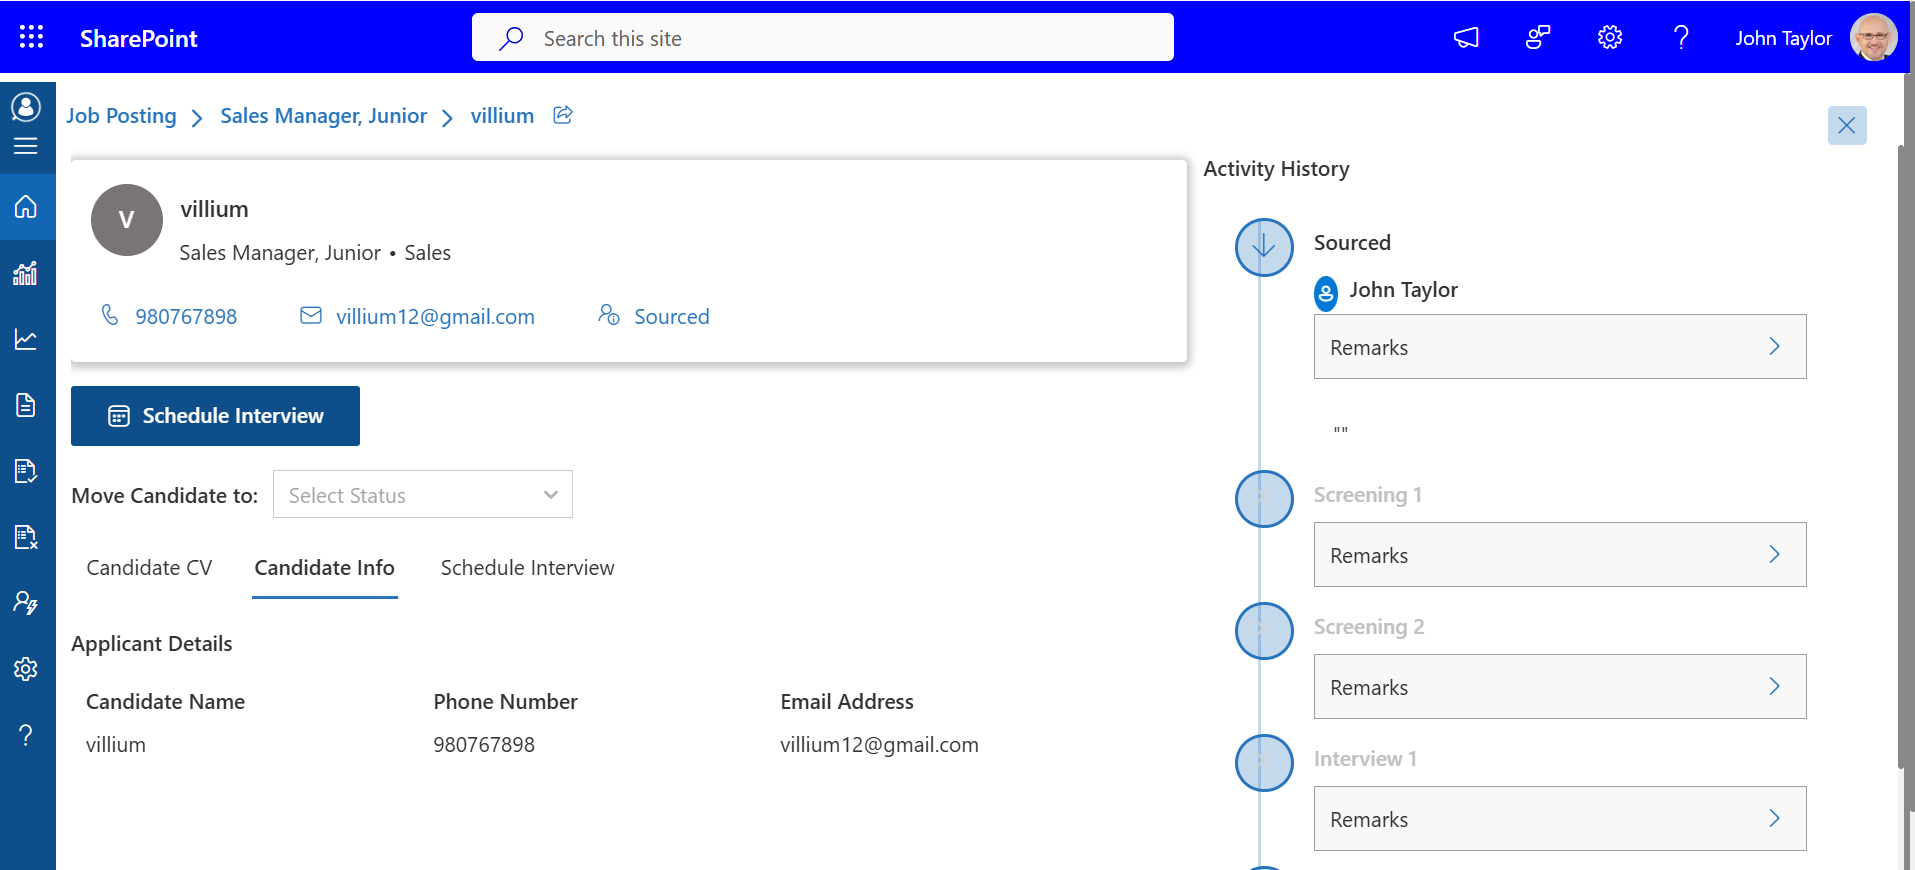 SharePoint
Search this site
John Taylor
Job Posting
Sales Manager, Junior
villium
V
villium
Sales Manager, Junior • Sales
980767898
villium12@gmail.com
Sourced
Schedule Interview
Move Candidate to:
Select Status
Candidate CV
Candidate Info
Schedule Interview
Applicant Details
Candidate Name
Phone Number
Email Address
villium
980767898
villium12@gmail.com
Activity History
Sourced
John Taylor
Remarks
""
Screening 1
Remarks
Screening 2
Remarks
Interview 1
Remarks